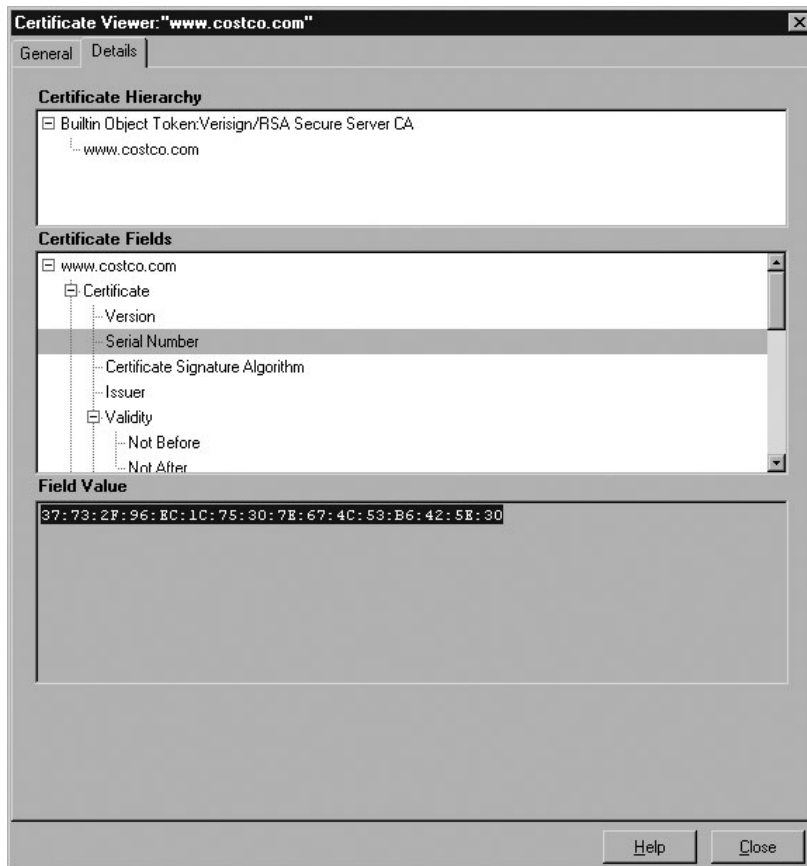 Certificate Viewer:"www.costco.com"
General Details
Certificate Hierarchy
Builtin Object Token:Verisign/RSA Secure Server CA
www.costco.com
Certificate Fields
www.costco.com
Certificate
Version
Serial Number
Certificate Signature Algorithm
Issuer
Validity
Not Before
Not After
Field Value
37:73:2F:96:EC:1C:75:30:7E:67:4C:53:B6:42:5E:30
Help Close